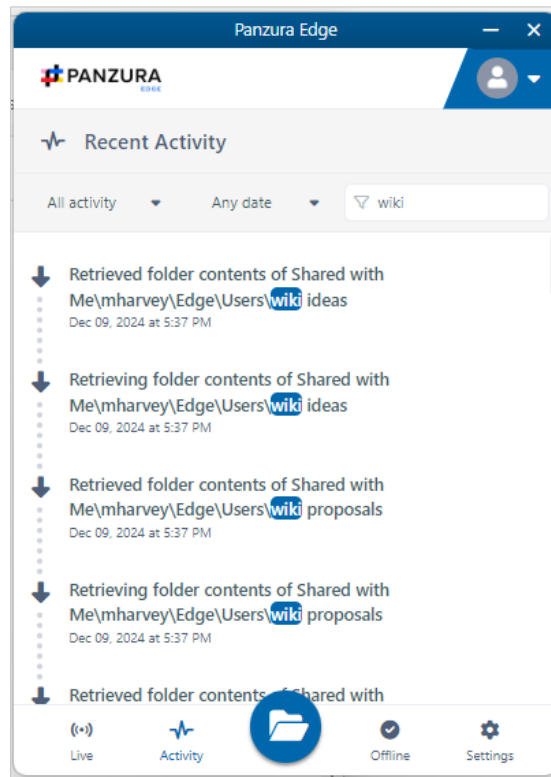 Panzura Edge
PANZURA
EDGE
Recent Activity
All activity
Any date
wiki
Retrieved folder contents of Shared with
Me\mharvey\Edge\Users\wiki ideas
Dec 09, 2024 at 5:37 PM
Retrieving folder contents of Shared with
Me\mharvey\Edge\Users\wiki ideas
Dec 09, 2024 at 5:37 PM
Retrieved folder contents of Shared with
Me\mharvey\Edge\Users\wiki proposals
Dec 09, 2024 at 5:37 PM
Retrieving folder contents of Shared with
Me\mharvey\Edge\Users\wiki proposals
Dec 09, 2024 at 5:37 PM
Retrieved folder contents of Shared with
Live
Activity
Offline
Settings